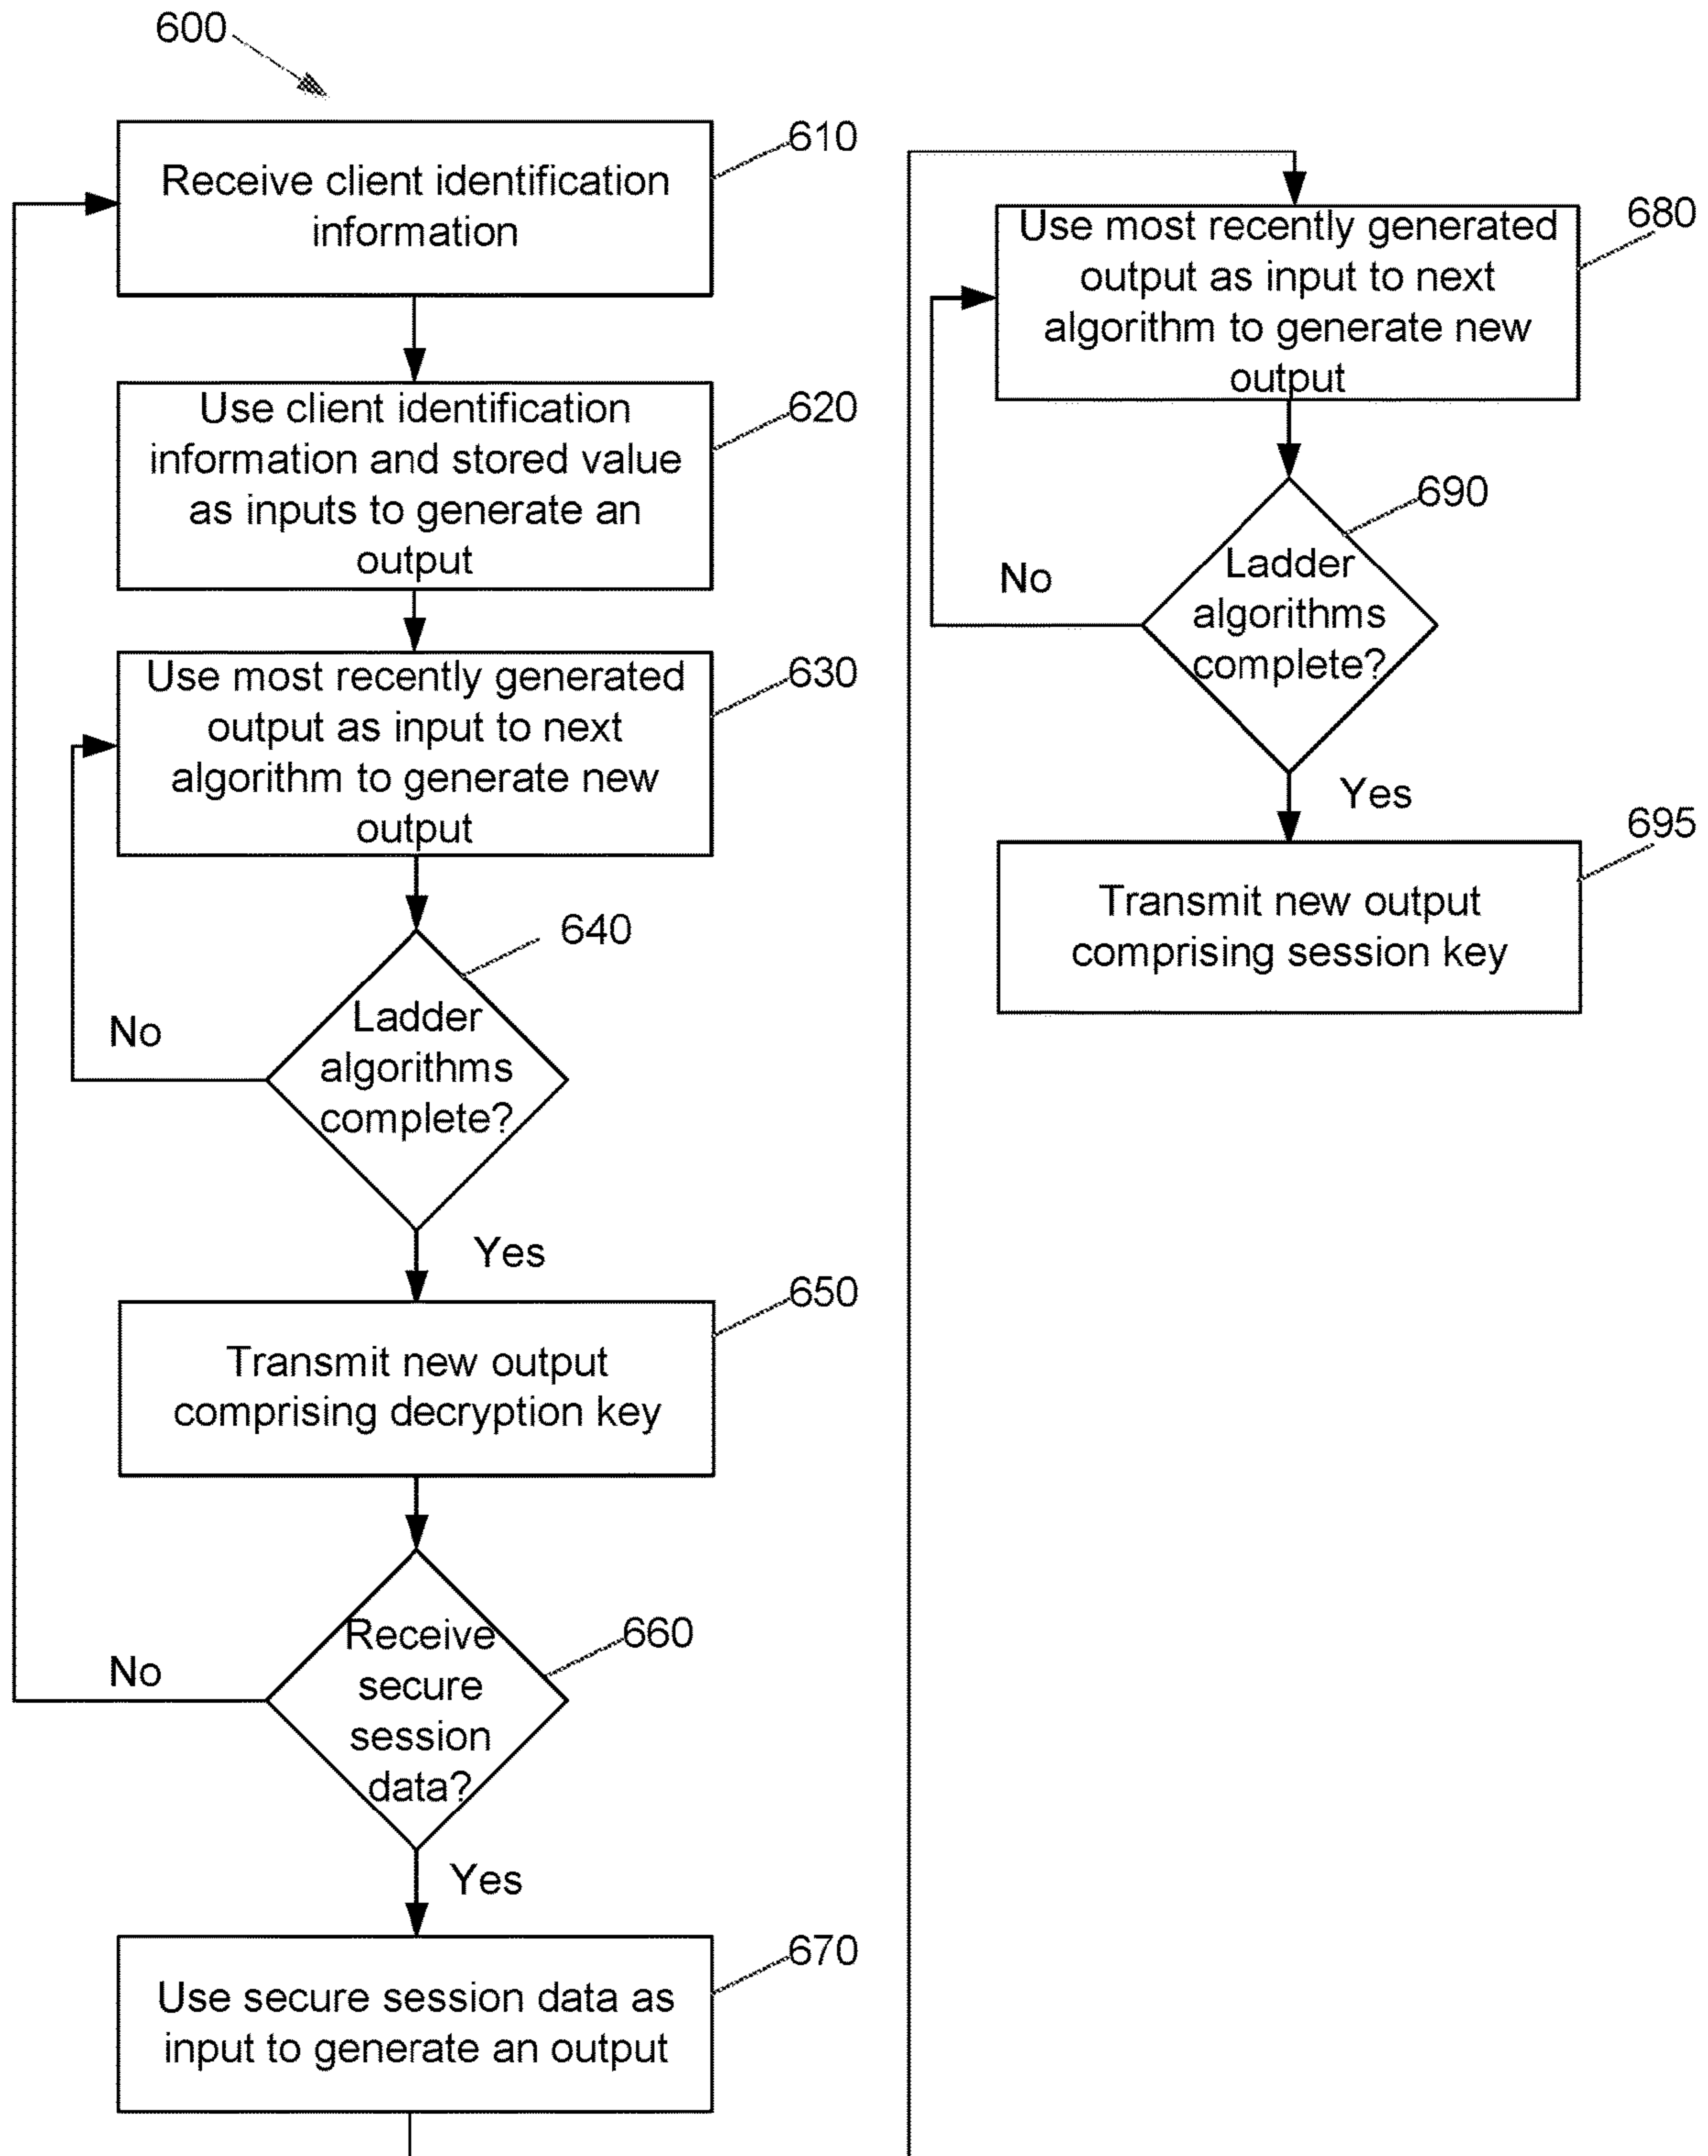 600
610
Receive client identification
information
620
Use client identification
information and stored value
as inputs to generate an
output
630
Use most recently generated
output as input to next
algorithm to generate new
output
640
Ladder
algorithms
complete?
No
Yes
650
Transmit new output
comprising decryption key
660
Receive
secure
session
data?
No
Yes
670
Use secure session data as
input to generate an output
680
Use most recently generated
output as input to next
algorithm to generate new
output
690
Ladder
algorithms
complete?
No
Yes
695
Transmit new output
comprising session key